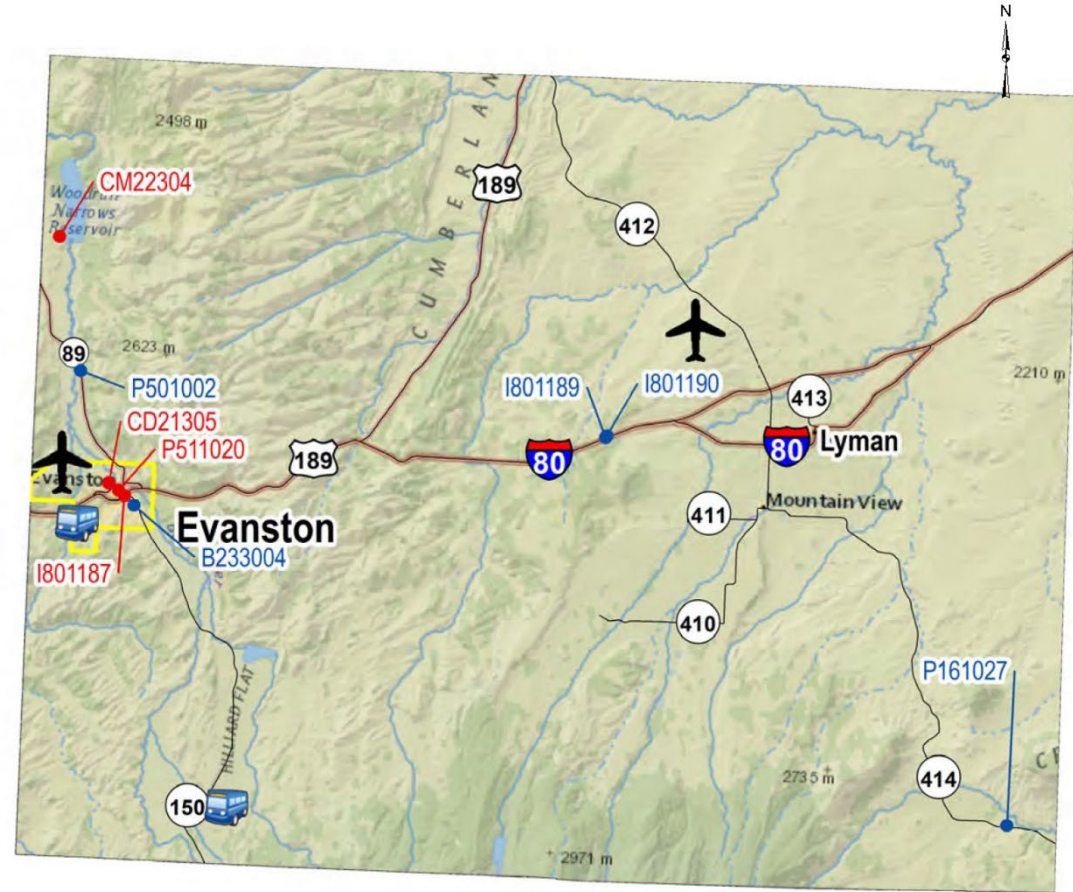 N
2498 m
CUMBERLAN
189
CM22304
Woodruff
Narrows
Reservoir
412
89
2623 m
P501002
I801189
I801190
2210 m
413
CD21305
P511020
189
80
80
Lyman
Evanston
411
Mountain View
Evanston
B233004
I801187
410
P161027
HILLIARD FLAT
2735 m
414
150
2971 m